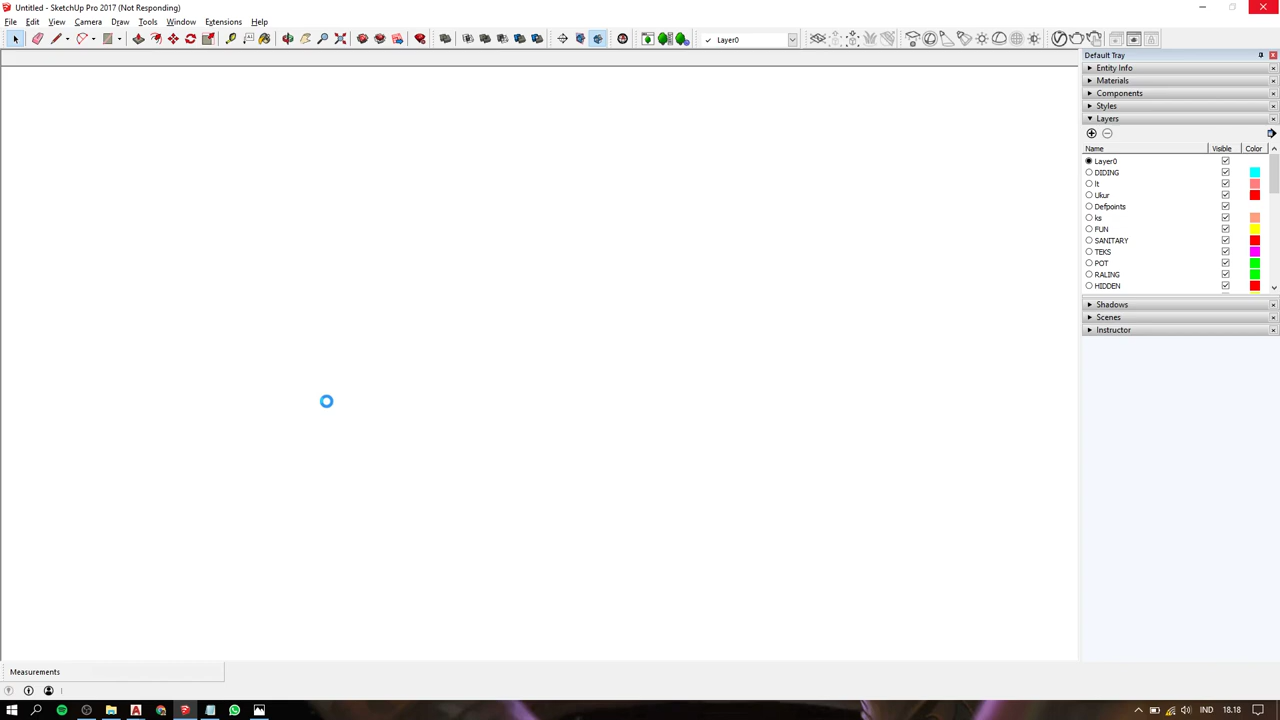 Untitled - SketchUp Pro 2017 (Not Responding)
File Edit View Camera Draw Tools Window Extensions Help
Layer0
Default Tray
Entity Info
Materials
Components
Styles
Layers
Name Visible Color
Layer0
DIDING
lt
Ukur
Defpoints
ks
FUN
SANITARY
TEKS
POT
RALING
HIDDEN
Shadows
Scenes
Instructor
Measurements
IND 18.18